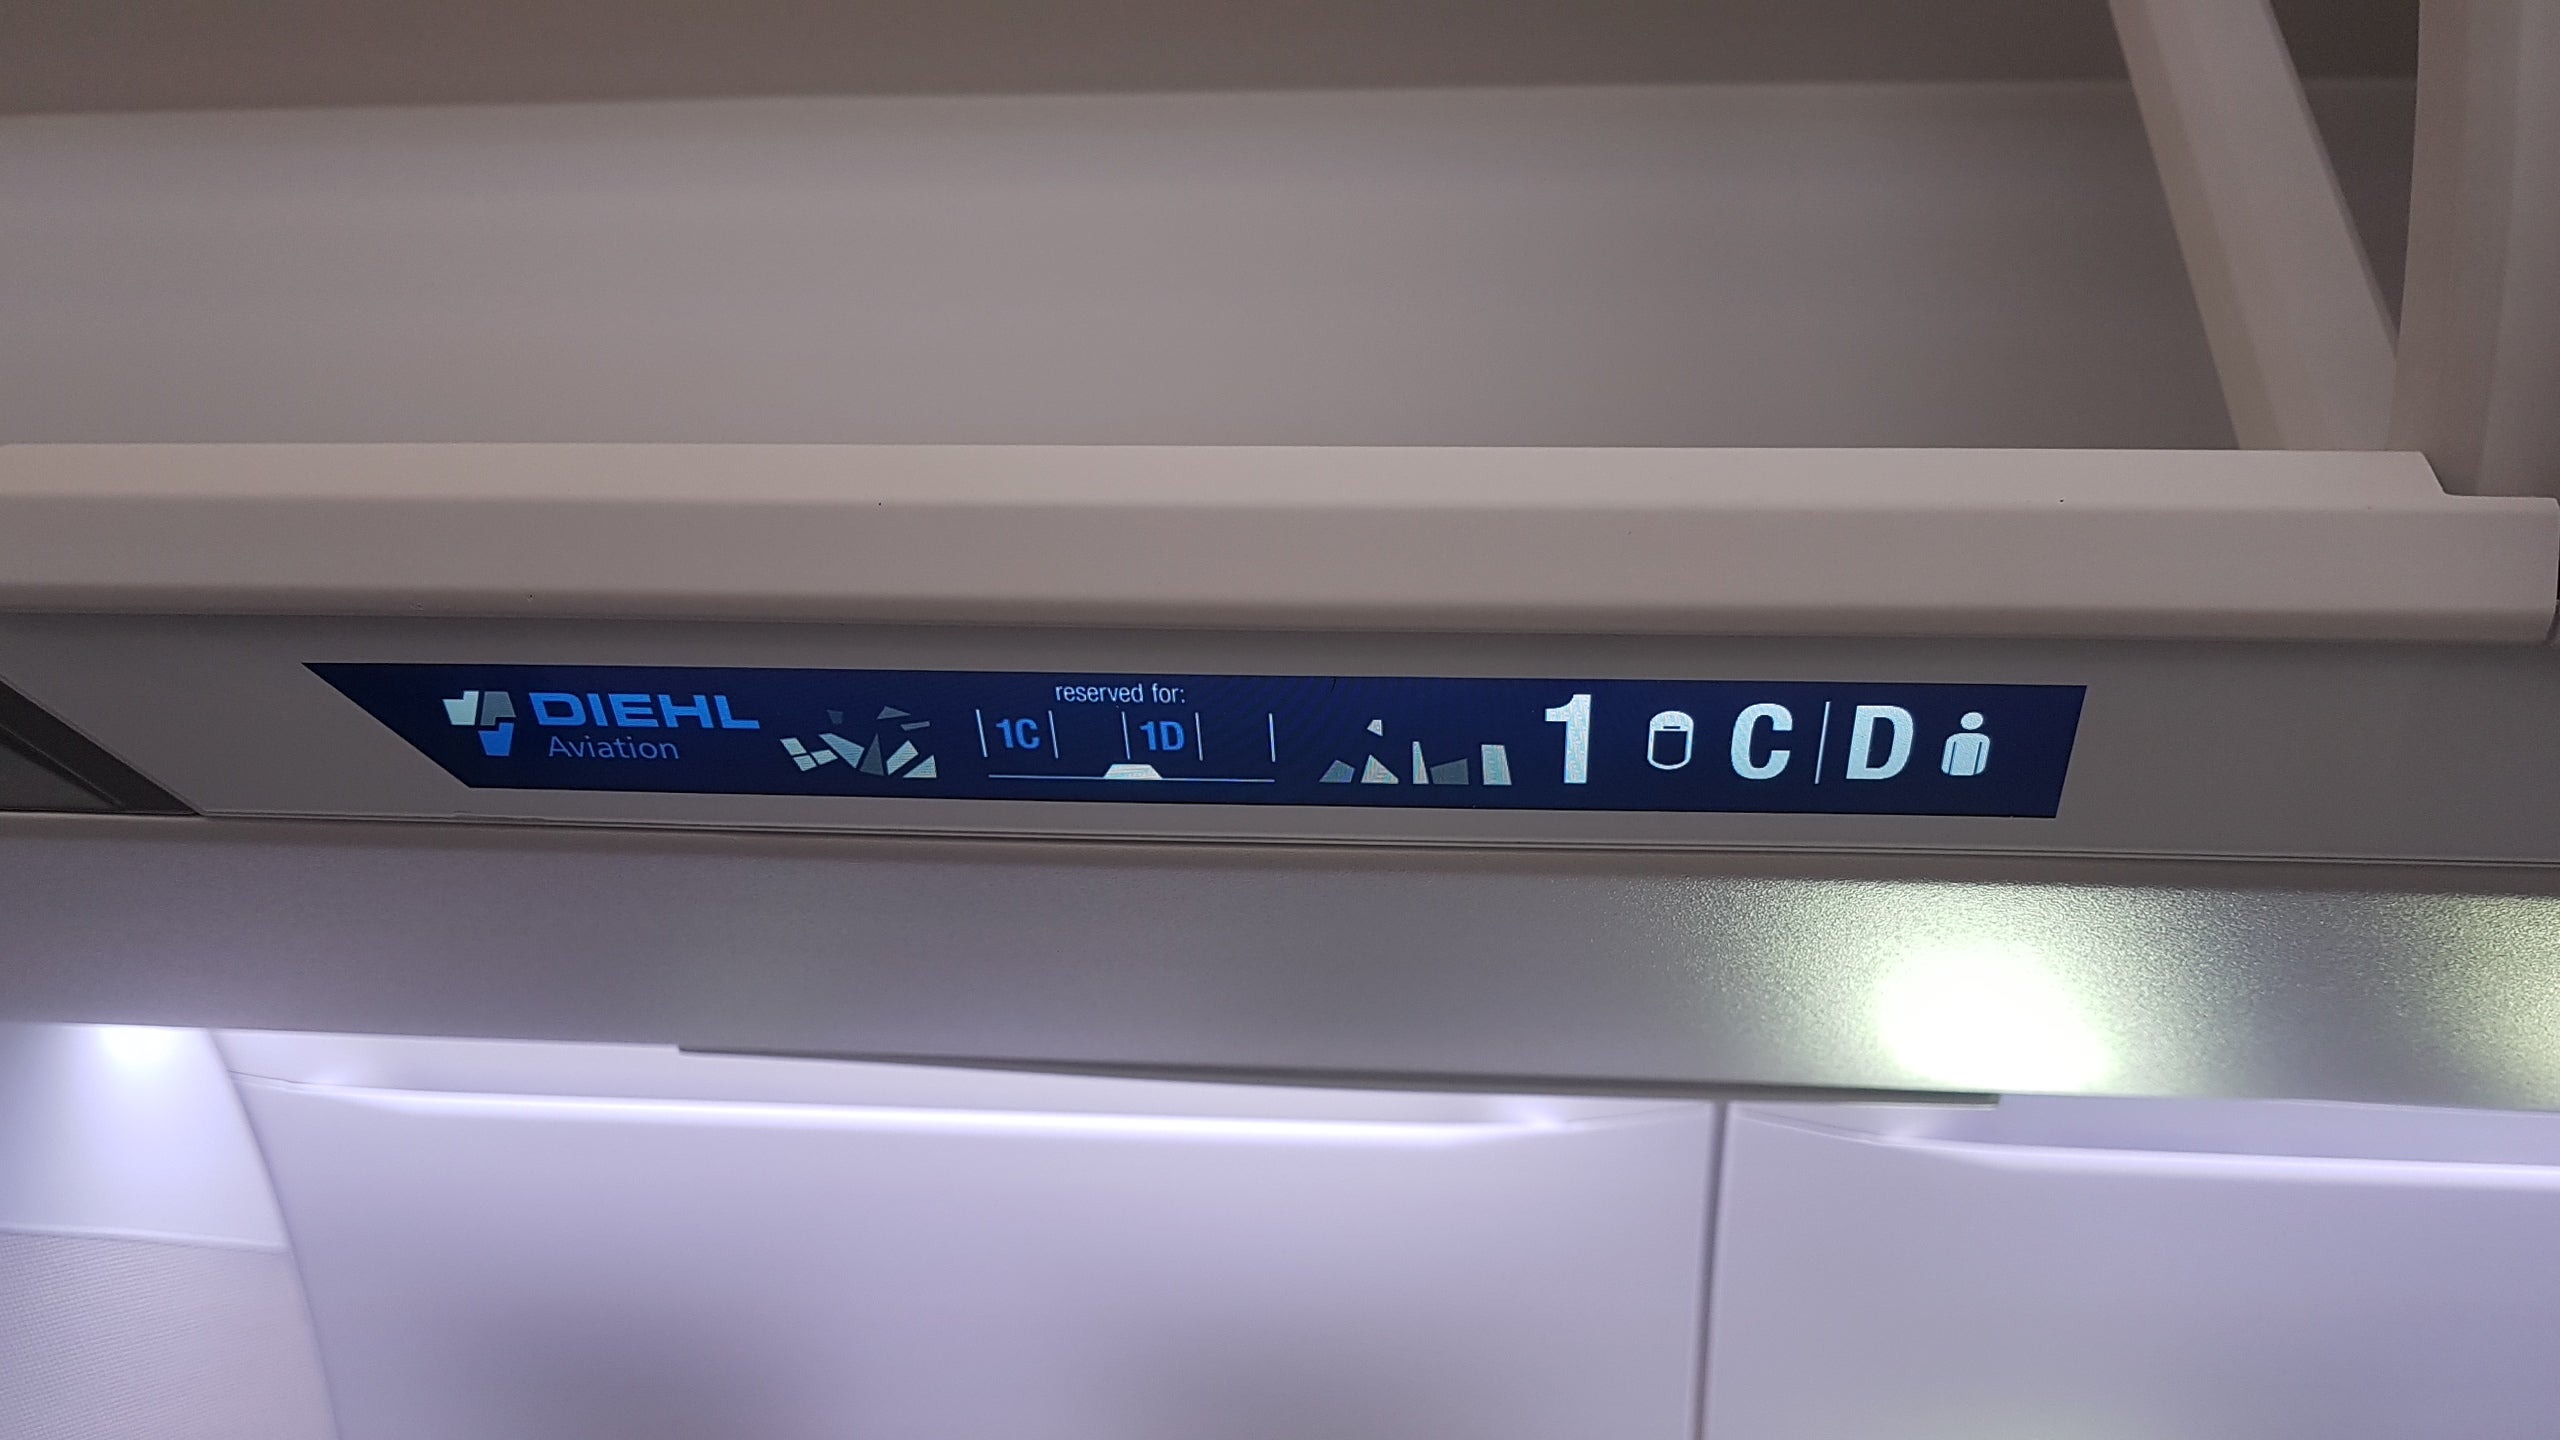 DIEHL
Aviation
reserved for:
1C 1D
1 C|D